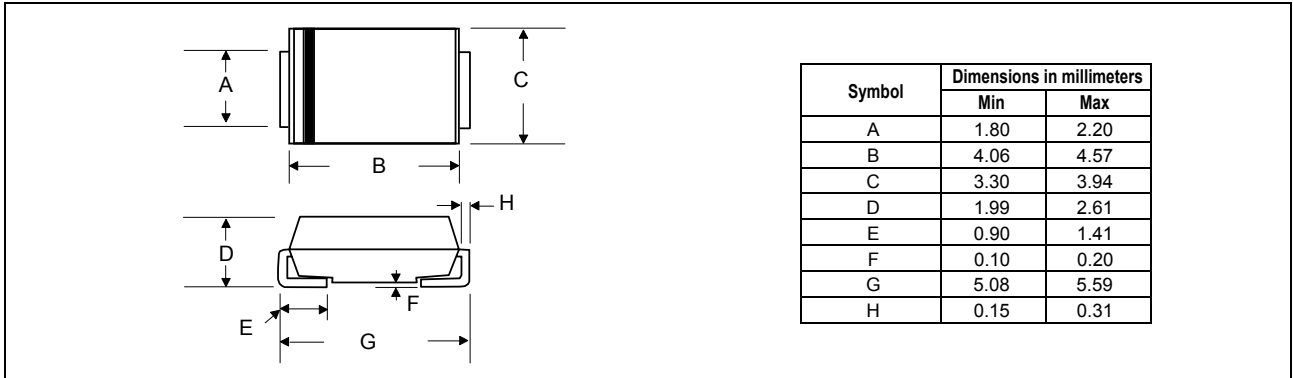 A
C
B
H
D
F
E
G
Symbol Dimensions in millimeters
Min Max
A 1.80 2.20
B 4.06 4.57
C 3.30 3.94
D 1.99 2.61
E 0.90 1.41
F 0.10 0.20
G 5.08 5.59
H 0.15 0.31